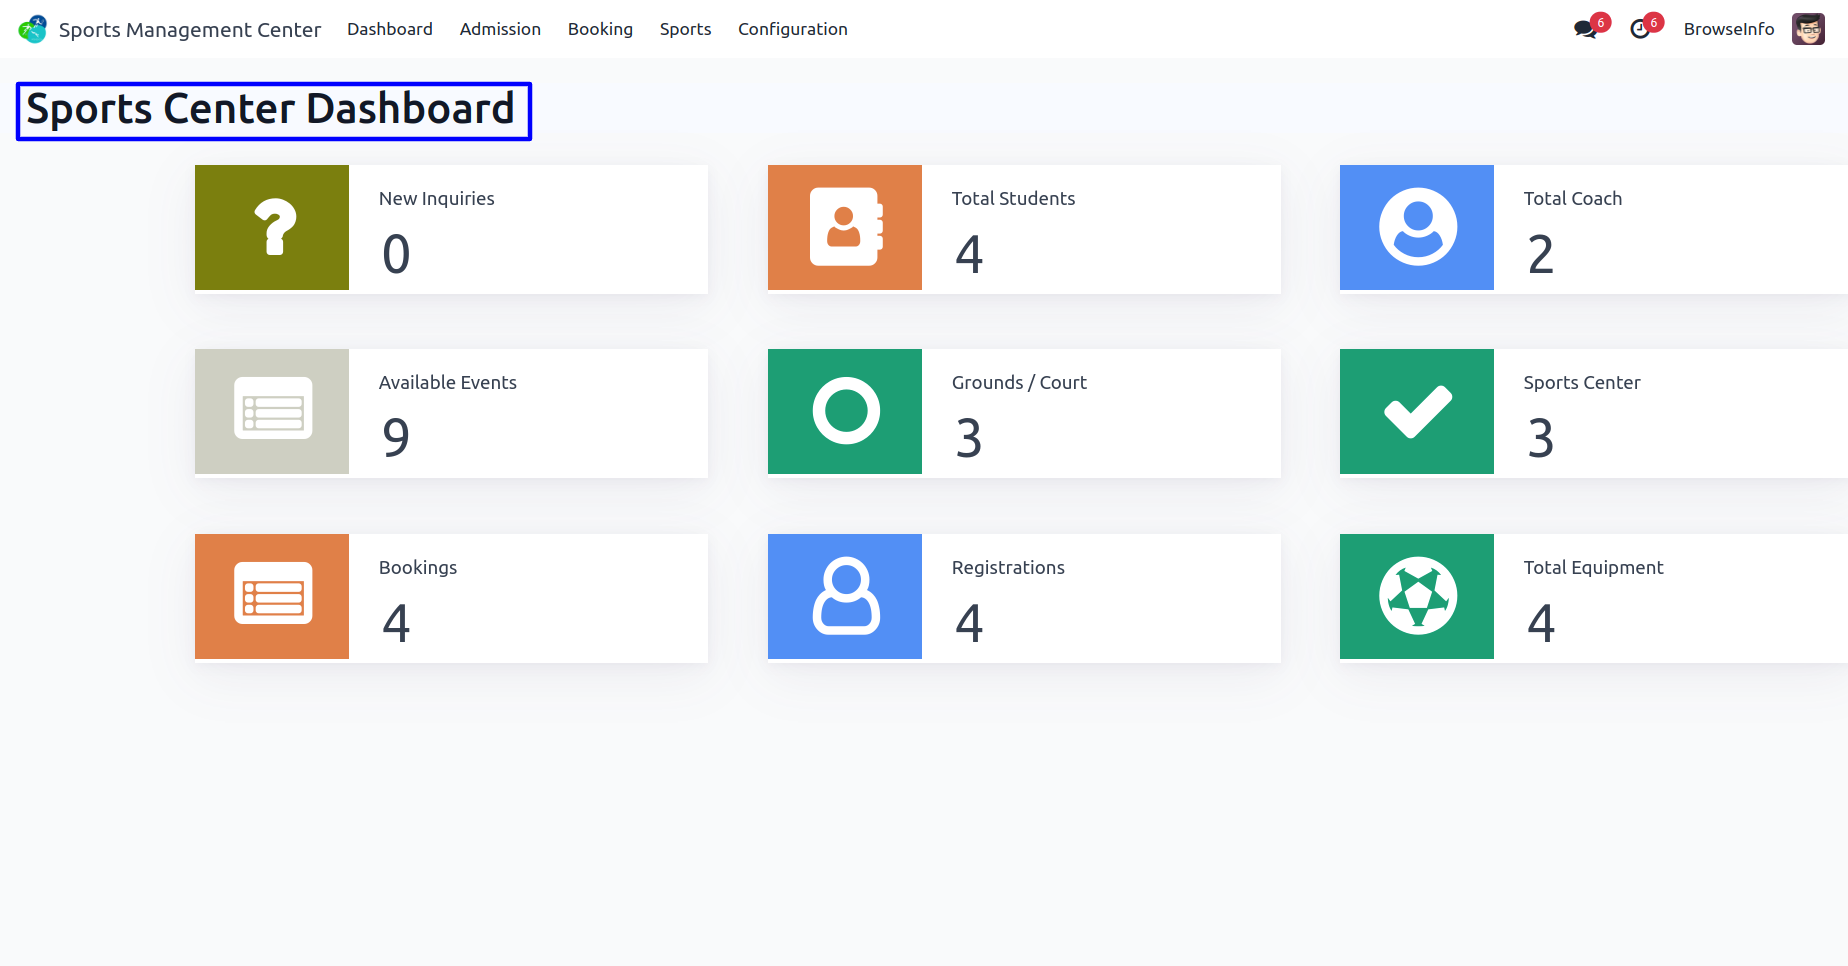 Sports Management Center Dashboard Admission Booking Sports Configuration 6 6 BrowseInfo
Sports Center Dashboard
New Inquiries
0
Total Students
4
Total Coach
2
Available Events
9
Grounds / Court
3
Sports Center
3
Bookings
4
Registrations
4
Total Equipment
4